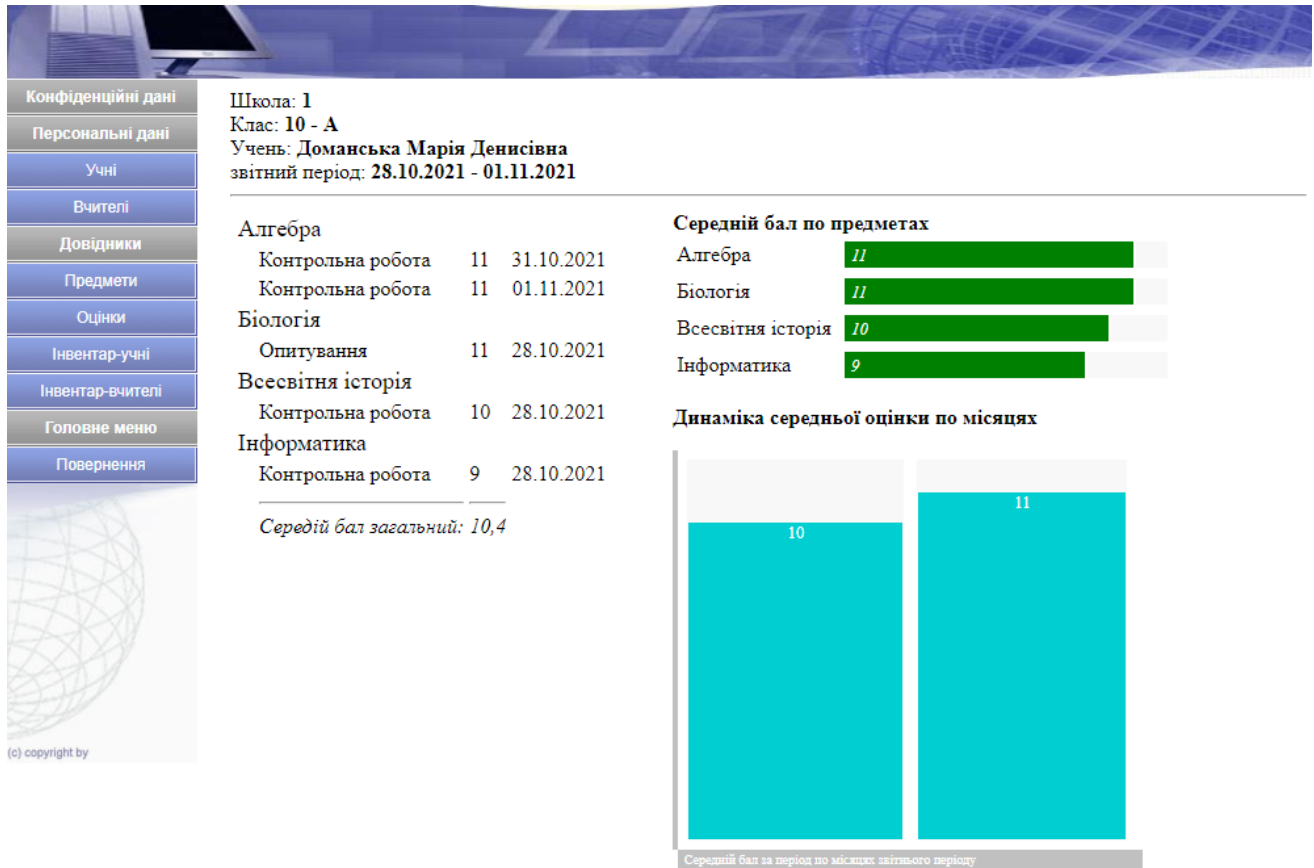 Конфіденційні дані
Персональні дані
Учні
Вчителі
Довідники
Предмети
Оцінки
Інвентар-учні
Інвентар-вчителі
Головне меню
Повернення
(c) copyright by
Школа: 1
Клас: 10 - А
Учень: Доманська Марія Денисівна
звітний період: 28.10.2021 - 01.11.2021
Алгебра
Контрольна робота 11 31.10.2021
Контрольна робота 11 01.11.2021
Біологія
Опитування 11 28.10.2021
Всесвітня історія
Контрольна робота 10 28.10.2021
Інформатика
Контрольна робота 9 28.10.2021
Середій бал загальний: 10,4
Середній бал по предметах
Алгебра 11
Біологія 11
Всесвітня історія 10
Інформатика 9
Динаміка середньої оцінки по місяцях
10
11
Середній бал за період по місяцях звітнього періоду